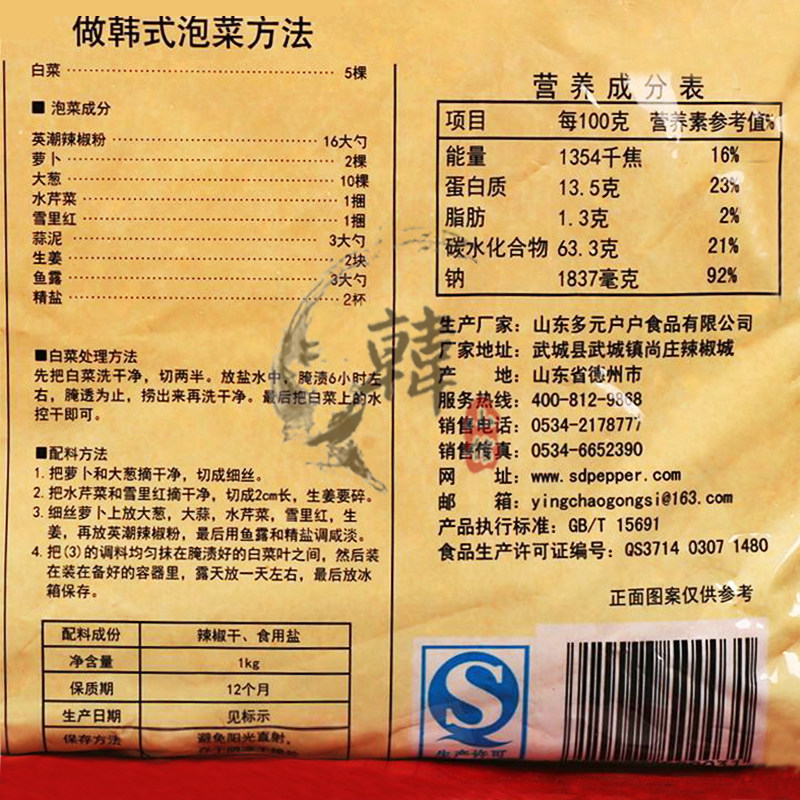 做韩式泡菜方法
白菜 5棵
■ 泡菜成分
英潮辣椒粉 16大勺
萝卜 2棵
大葱 10棵
水芹菜 1捆
雪里红 1捆
蒜泥 3大勺
生姜 2块
鱼露 3大勺
精盐 2杯
■白菜处理方法
先把白菜洗干净，切两半。放盐水中，腌渍6小时左
右，腌透为止，捞出来再洗干净。最后把白菜上的水
控干即可。
■配料方法
1. 把萝卜和大葱摘干净，切成细丝。
2. 把水芹菜和雪里红摘干净，切成2cm长，生姜要碎。
3. 细丝萝卜上放大葱，大蒜，水芹菜，雪里红，生
姜，再放英潮辣椒粉，最后用鱼露和精盐调咸淡。
4. 把(3)的调料均匀抹在腌渍好的白菜叶之间，然后装
在装在备好的容器里，露天放一天左右，最后放冰
箱保存。
配料成份 辣椒干、食用盐
净含量 1kg
保质期 12个月
生产日期 见标示
保存方法 避免阳光直射，
营养成分表
项目 每100克 营养素参考值%
能量 1354千焦 16%
蛋白质 13.5克 23%
脂肪 1.3克 2%
碳水化合物 63.3克 21%
钠 1837毫克 92%
生产厂家：山东多元户户食品有限公司
厂家地址：武城县武城镇尚庄辣椒城
产 地：山东省德州市
服务热线：400-812-9868
销售电话：0534-2178777
销售传真：0534-6652390
网 址：www.sdpepper.com
邮 箱：yingchaogongsi@163.com
产品执行标准：GB/T 15691
食品生产许可证编号：QS3714 0307 1480
正面图案仅供参考
生产许可
韓